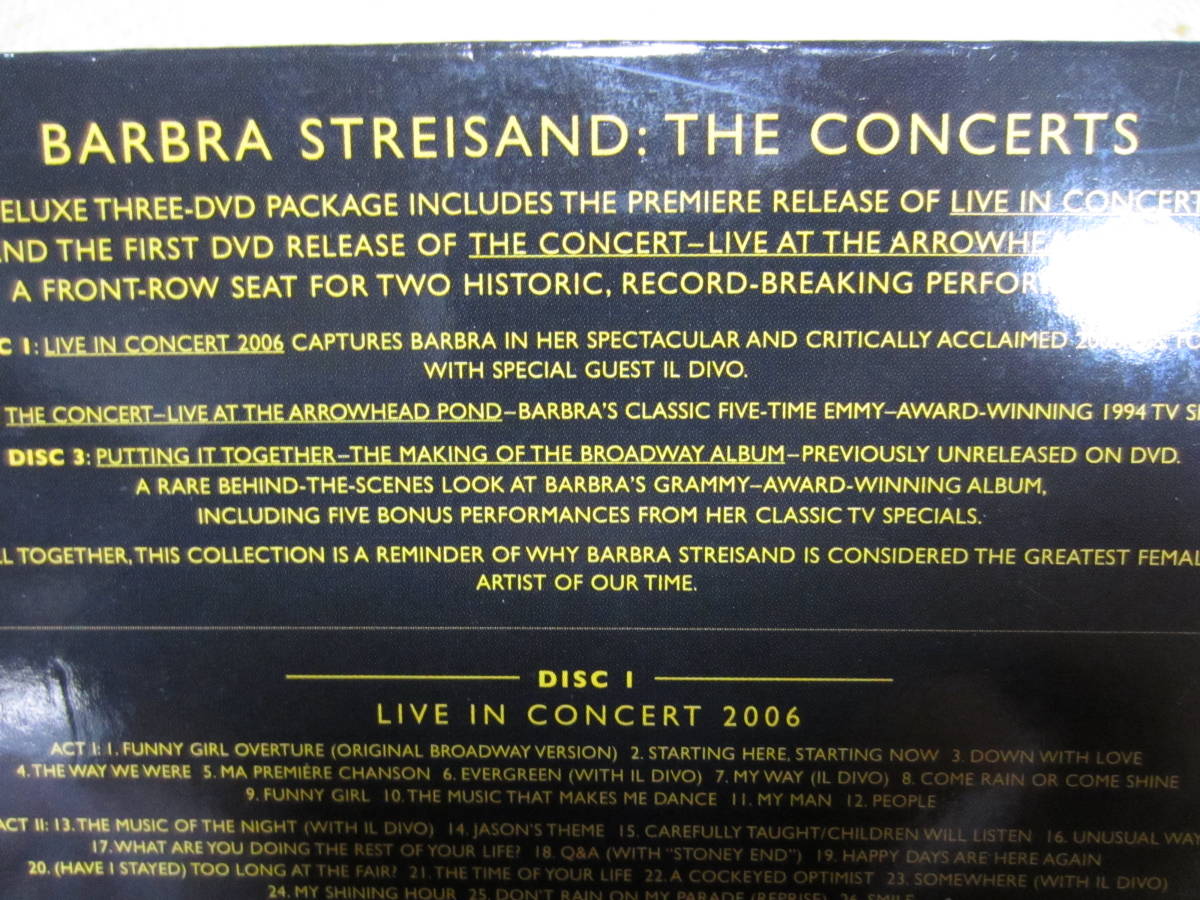 BARBRA STREISAND: THE CONCERTS
ELUXE THREE-DVD PACKAGE INCLUDES THE PREMIERE RELEASE OF LIVE IN CONCERT
ND THE FIRST DVD RELEASE OF THE CONCERT–LIVE AT THE ARROWHE
A FRONT-ROW SEAT FOR TWO HISTORIC, RECORD-BREAKING PERFOR
C 1: LIVE IN CONCERT 2006 CAPTURES BARBRA IN HER SPECTACULAR AND CRITICALLY ACCLAIMED
WITH SPECIAL GUEST IL DIVO.
THE CONCERT–LIVE AT THE ARROWHEAD POND–BARBRA'S CLASSIC FIVE-TIME EMMY–AWARD-WINNING 1994 TV
DISC 3: PUTTING IT TOGETHER–THE MAKING OF THE BROADWAY ALBUM–PREVIOUSLY UNRELEASED ON DVD.
A RARE BEHIND-THE-SCENES LOOK AT BARBRA'S GRAMMY–AWARD-WINNING ALBUM,
INCLUDING FIVE BONUS PERFORMANCES FROM HER CLASSIC TV SPECIALS.
LL TOGETHER, THIS COLLECTION IS A REMINDER OF WHY BARBRA STREISAND IS CONSIDERED THE GREATEST FEMAL
ARTIST OF OUR TIME.
DISC 1
LIVE IN CONCERT 2006
ACT I: 1. FUNNY GIRL OVERTURE (ORIGINAL BROADWAY VERSION) 2. STARTING HERE, STARTING NOW 3. DOWN WITH LOVE
4. THE WAY WE WERE 5. MA PREMIÈRE CHANSON 6. EVERGREEN (WITH IL DIVO) 7. MY WAY (IL DIVO) 8. COME RAIN OR COME SHINE
9. FUNNY GIRL 10. THE MUSIC THAT MAKES ME DANCE 11. MY MAN 12. PEOPLE
ACT II: 13. THE MUSIC OF THE NIGHT (WITH IL DIVO) 14. JASON'S THEME 15. CAREFULLY TAUGHT/CHILDREN WILL LISTEN 16. UNUSUAL WAY
17. WHAT ARE YOU DOING THE REST OF YOUR LIFE? 18. Q&A (WITH "STONEY END") 19. HAPPY DAYS ARE HERE AGAIN
20. (HAVE I STAYED) TOO LONG AT THE FAIR? 21. THE TIME OF YOUR LIFE 22. A COCKEYED OPTIMIST 23. SOMEWHERE (WITH IL DIVO)
24. MY SHINING HOUR 25. DON'T RAIN ON MY PARADE (REPRISE) 26. SMILE